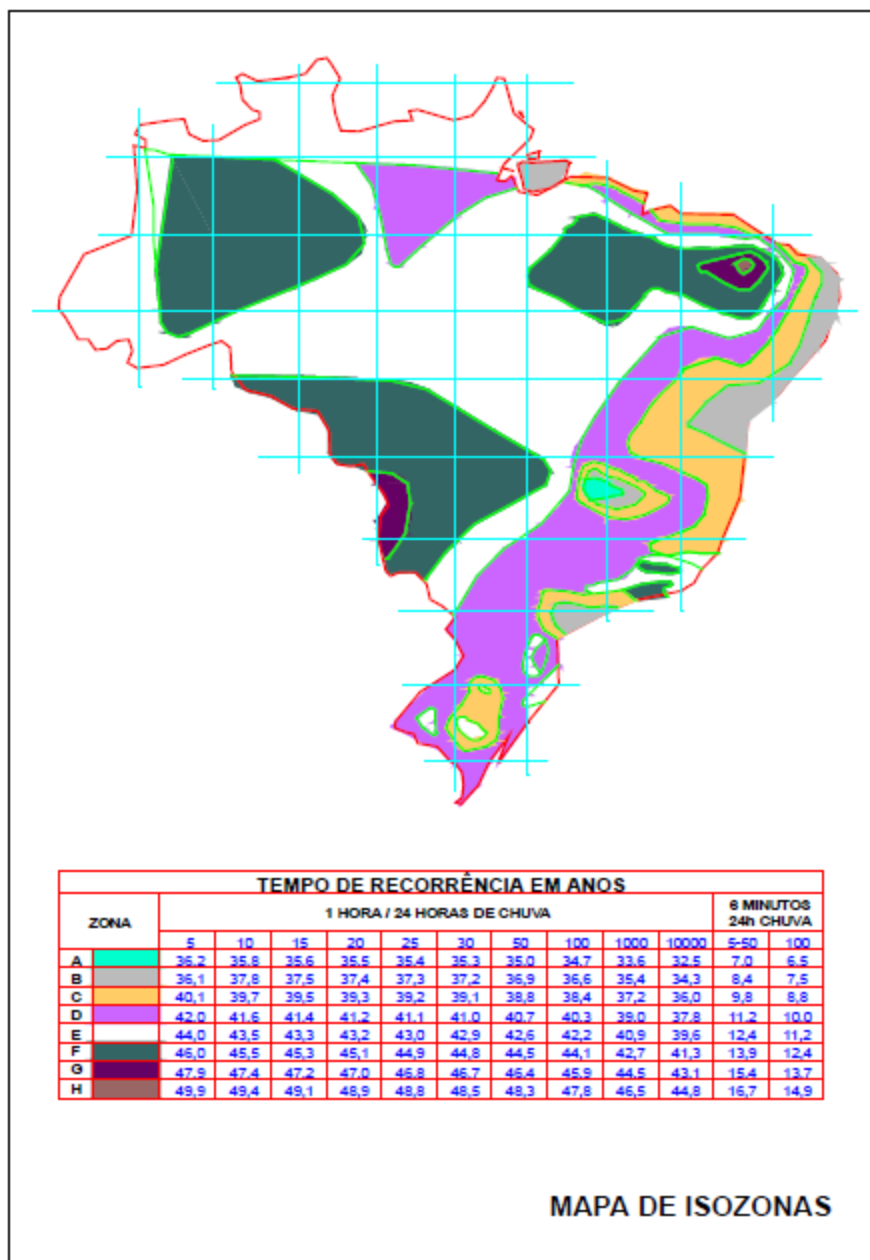 TEMPO DE RECORRÊNCIA EM ANOS
ZONA 1 HORA / 24 HORAS DE CHUVA 6 MINUTOS 24h CHUVA
5 10 15 20 25 30 50 100 1000 10000 5-50 100
A 36,2 35,8 35,6 35,5 35,4 35,3 35,0 34,7 33,6 32,5 7,0 6,5
B 36,1 37,8 37,5 37,4 37,3 37,2 36,9 36,6 35,4 34,3 8,4 7,5
C 40,1 39,7 39,5 39,3 39,2 39,1 38,8 38,4 37,2 36,0 9,8 8,8
D 42,0 41,6 41,4 41,2 41,1 41,0 40,7 40,3 39,0 37,8 11,2 10,0
E 44,0 43,5 43,3 43,2 43,0 42,9 42,6 42,2 40,9 39,6 12,4 11,2
F 46,0 45,5 45,3 45,1 44,9 44,8 44,5 44,1 42,7 41,3 13,9 12,4
G 47,9 47,4 47,2 47,0 46,8 46,7 46,4 45,9 44,5 43,1 15,4 13,7
H 49,9 49,4 49,1 48,9 48,8 48,5 48,3 47,8 46,5 44,8 16,7 14,9
MAPA DE ISOZONAS